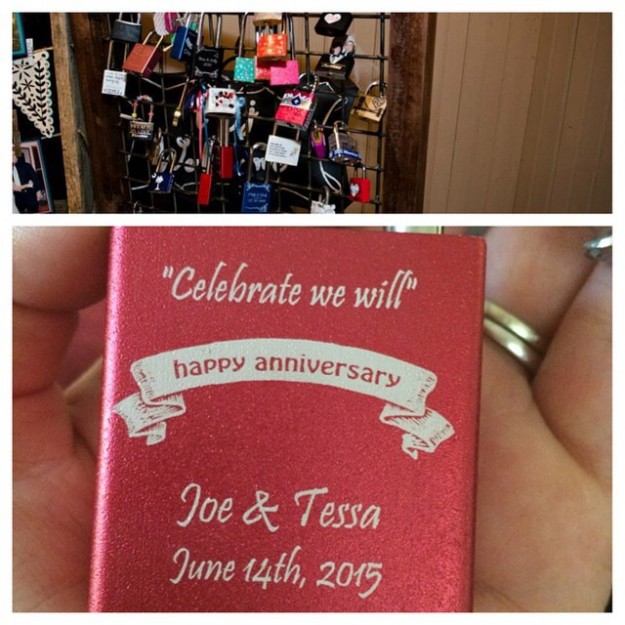 "Celebrate we will"
happy anniversary
Joe & Tessa
June 14th, 2015